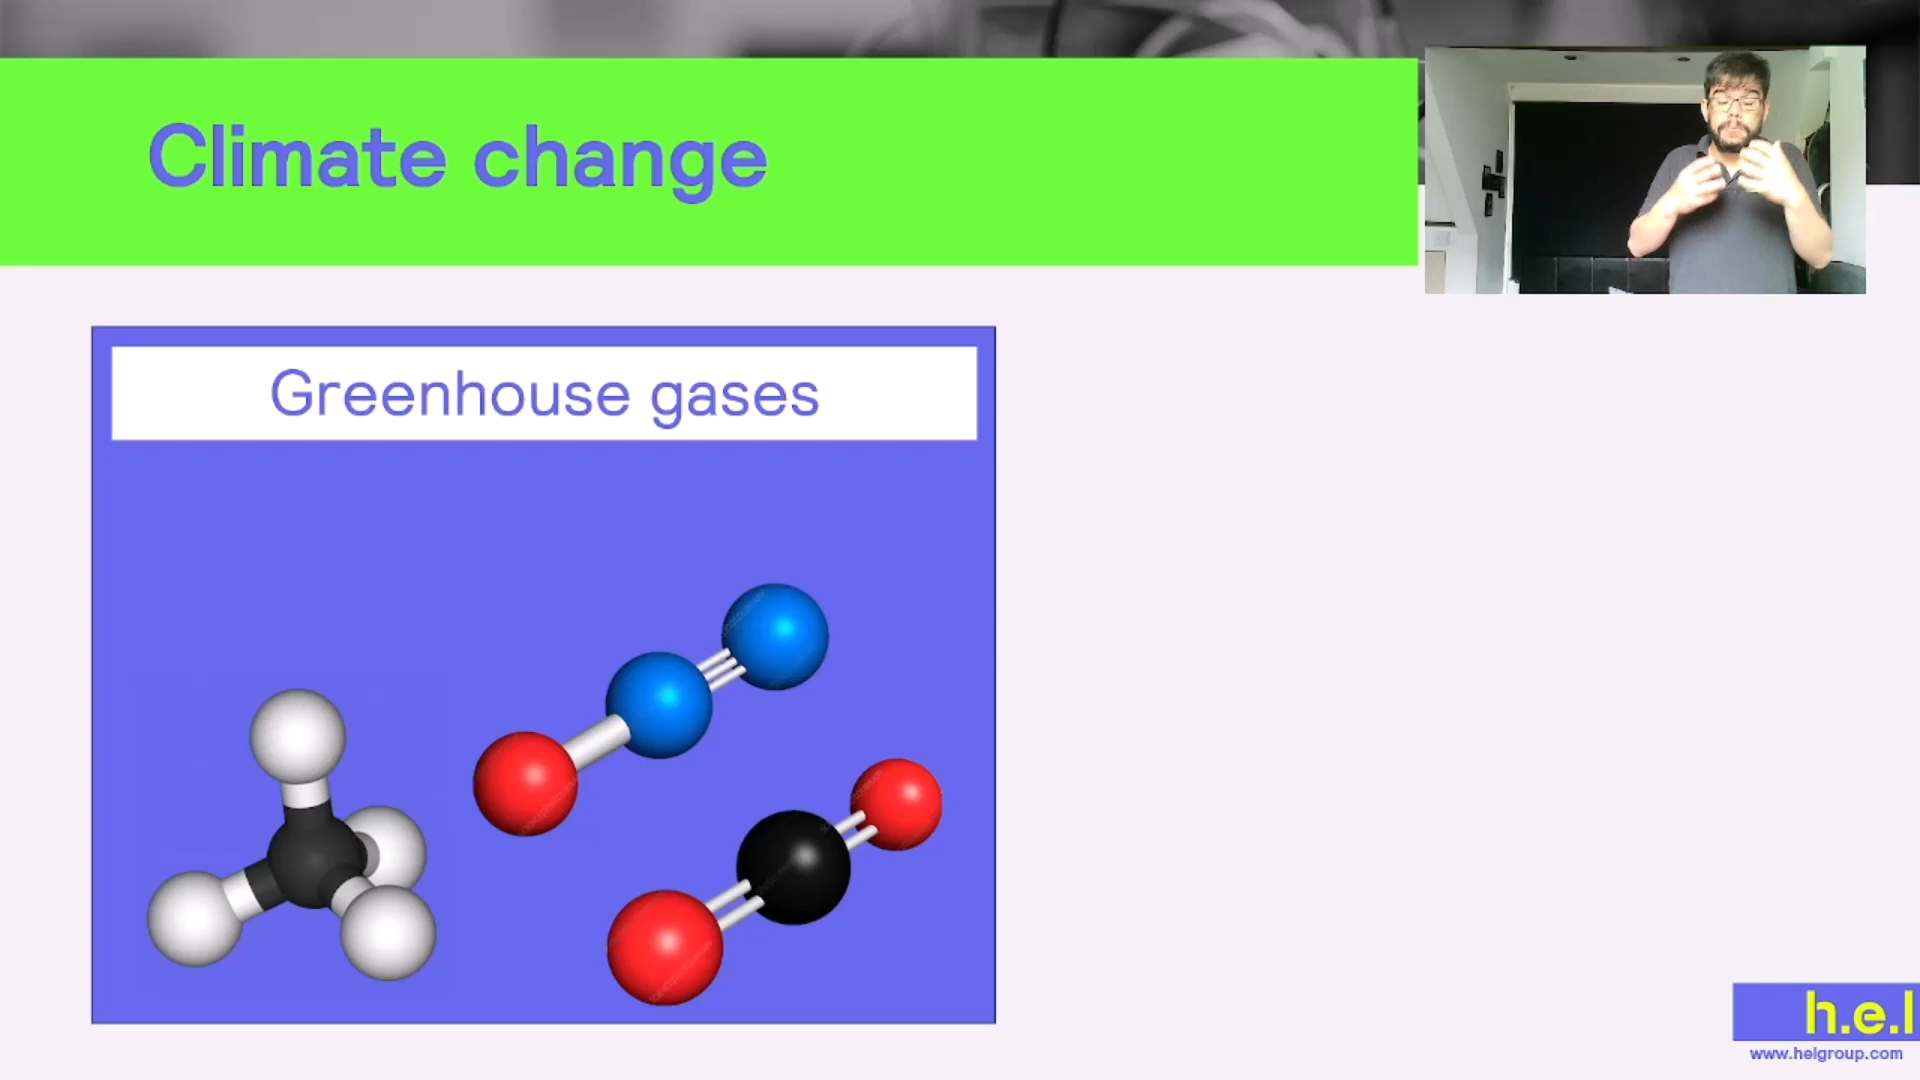 Climate change
Greenhouse gases
h.e.l
www.helgroup.com